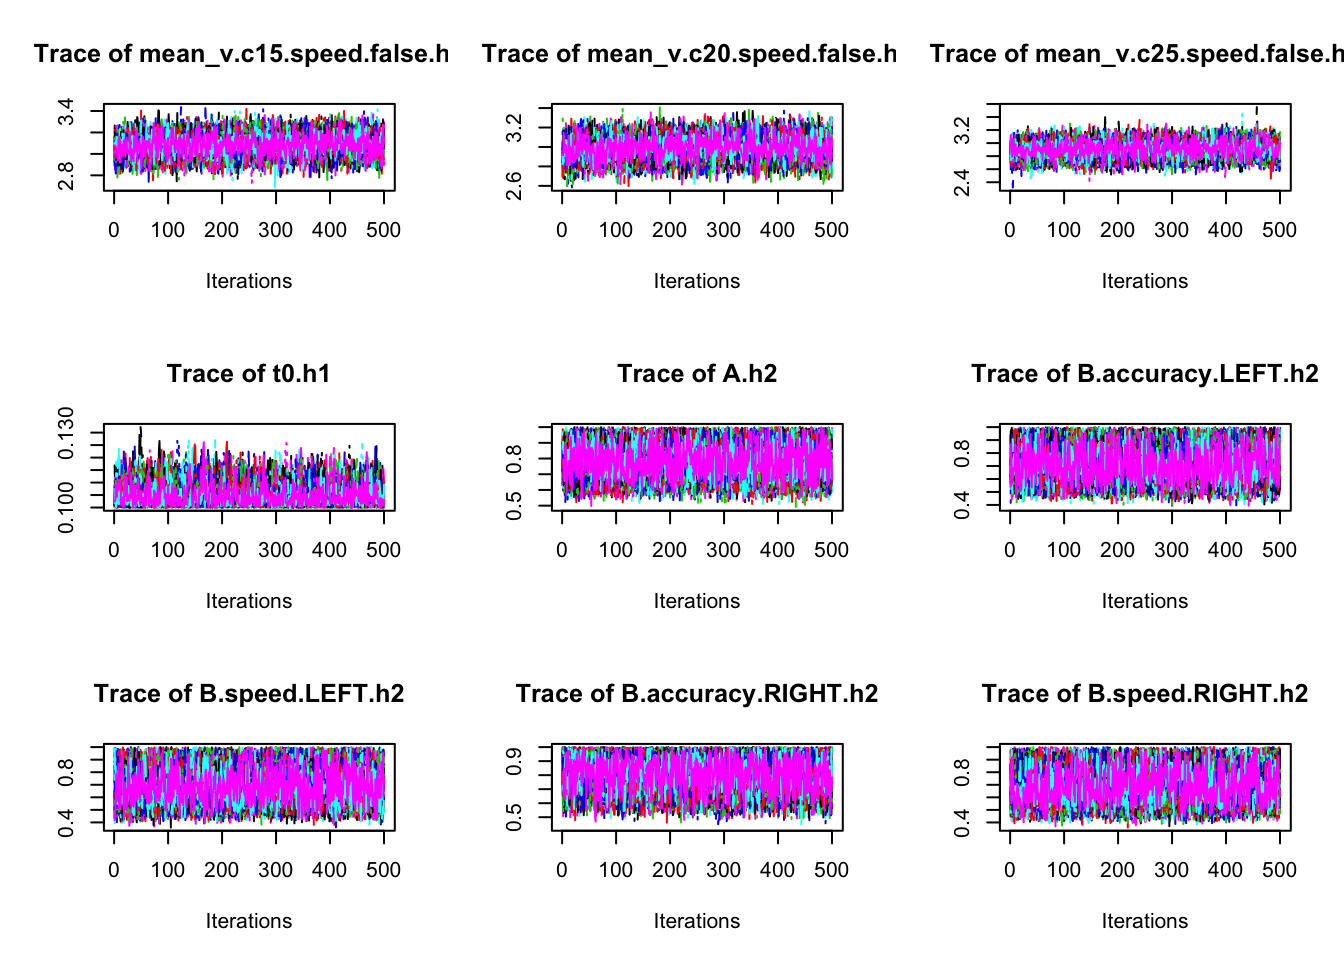 Trace of mean_v.c15.speed.false.h
Trace of mean_v.c20.speed.false.h
Trace of mean_v.c25.speed.false.h
3.4
2.8
0 100 200 300 400 500
Iterations
3.2
2.6
0 100 200 300 400 500
Iterations
3.2
2.4
0 100 200 300 400 500
Iterations
Trace of t0.h1
Trace of A.h2
Trace of B.accuracy.LEFT.h2
0.130
0.100
0 100 200 300 400 500
Iterations
0.8
0.5
0 100 200 300 400 500
Iterations
0.8
0.4
0 100 200 300 400 500
Iterations
Trace of B.speed.LEFT.h2
Trace of B.accuracy.RIGHT.h2
Trace of B.speed.RIGHT.h2
0.8
0.4
0 100 200 300 400 500
Iterations
0.9
0.5
0 100 200 300 400 500
Iterations
0.8
0.4
0 100 200 300 400 500
Iterations